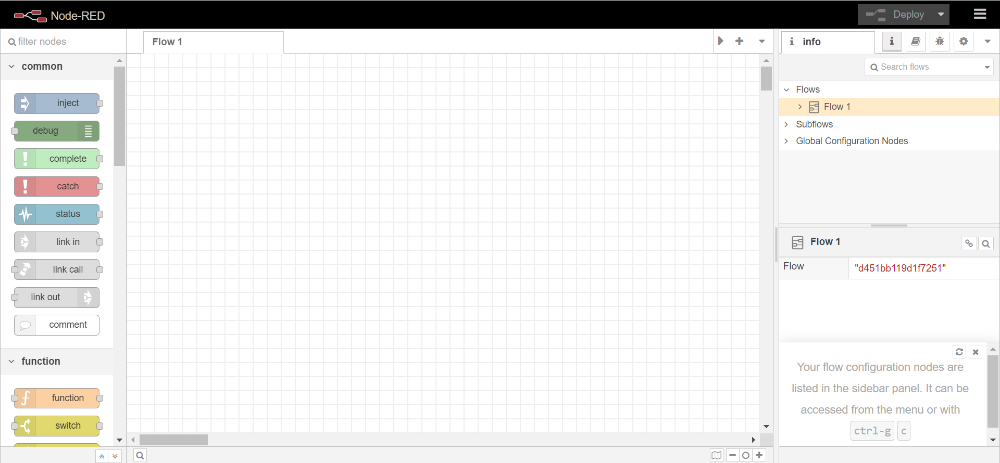 Node-RED
Deploy
filter nodes
Flow 1
info
common
Search flows
Flows
Flow 1
Subflows
Global Configuration Nodes
inject
debug
complete
catch
status
link in
link call
link out
comment
function
function
switch
Flow 1
Flow
"d451bb119d1f7251"
Your flow configuration nodes are
listed in the sidebar panel. It can be
accessed from the menu or with
ctrl-g c